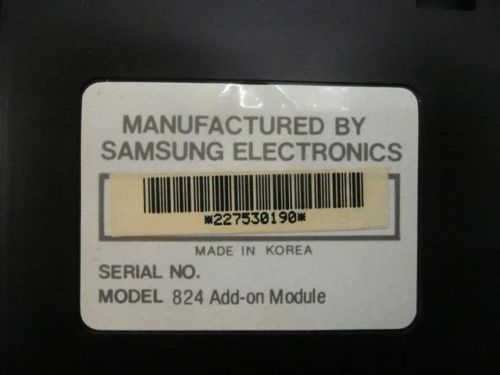 MANUFACTURED BY
SAMSUNG ELECTRONICS
*227530190*
MADE IN KOREA
SERIAL NO.
MODEL 824 Add-on Module